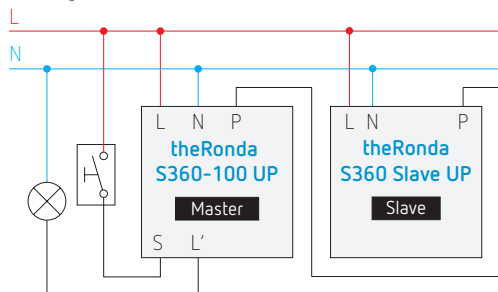 L
N
L N P
theRonda
S360-100 UP
Master
S L'
L N P
theRonda
S360 Slave UP
Slave